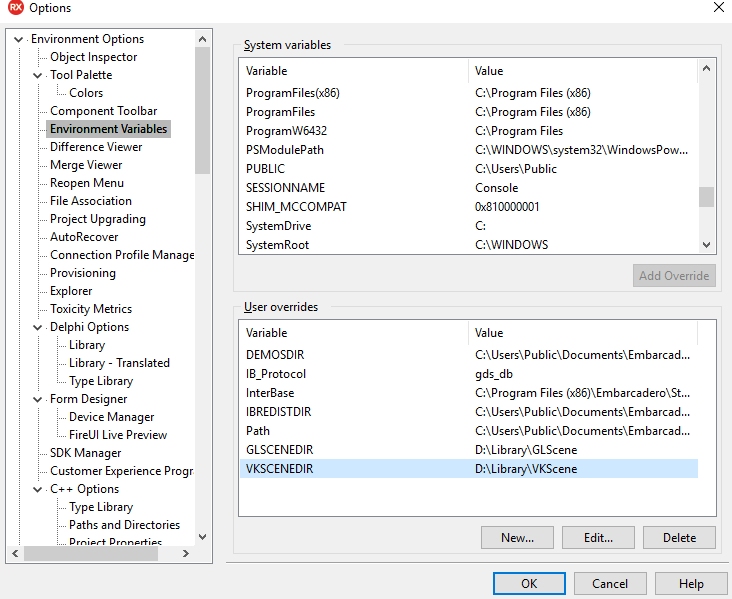 RX Options
Environment Options
Object Inspector
Tool Palette
Colors
Component Toolbar
Environment Variables
Difference Viewer
Merge Viewer
Reopen Menu
File Association
Project Upgrading
AutoRecover
Connection Profile Manage
Provisioning
Explorer
Toxicity Metrics
Delphi Options
Library
Library - Translated
Type Library
Form Designer
Device Manager
FireUI Live Preview
SDK Manager
Customer Experience Progr
C++ Options
Type Library
Paths and Directories
Project Properties
System variables
Variable Value
ProgramFiles(x86) C:\Program Files (x86)
ProgramFiles C:\Program Files (x86)
ProgramW6432 C:\Program Files
PSModulePath C:\WINDOWS\system32\WindowsPow...
PUBLIC C:\Users\Public
SESSIONNAME Console
SHIM_MCCOMPAT 0x810000001
SystemDrive C:
SystemRoot C:\WINDOWS
Add Override
User overrides
Variable Value
DEMOSDIR C:\Users\Public\Documents\Embarcad...
IB_Protocol gds_db
InterBase C:\Program Files (x86)\Embarcadero\St...
IBREDISTDIR C:\Users\Public\Documents\Embarcad...
Path C:\Users\Public\Documents\Embarcad...
GLSCENEDIR D:\Library\GLScene
VKSCENEDIR D:\Library\VKScene
New... Edit... Delete
OK Cancel Help